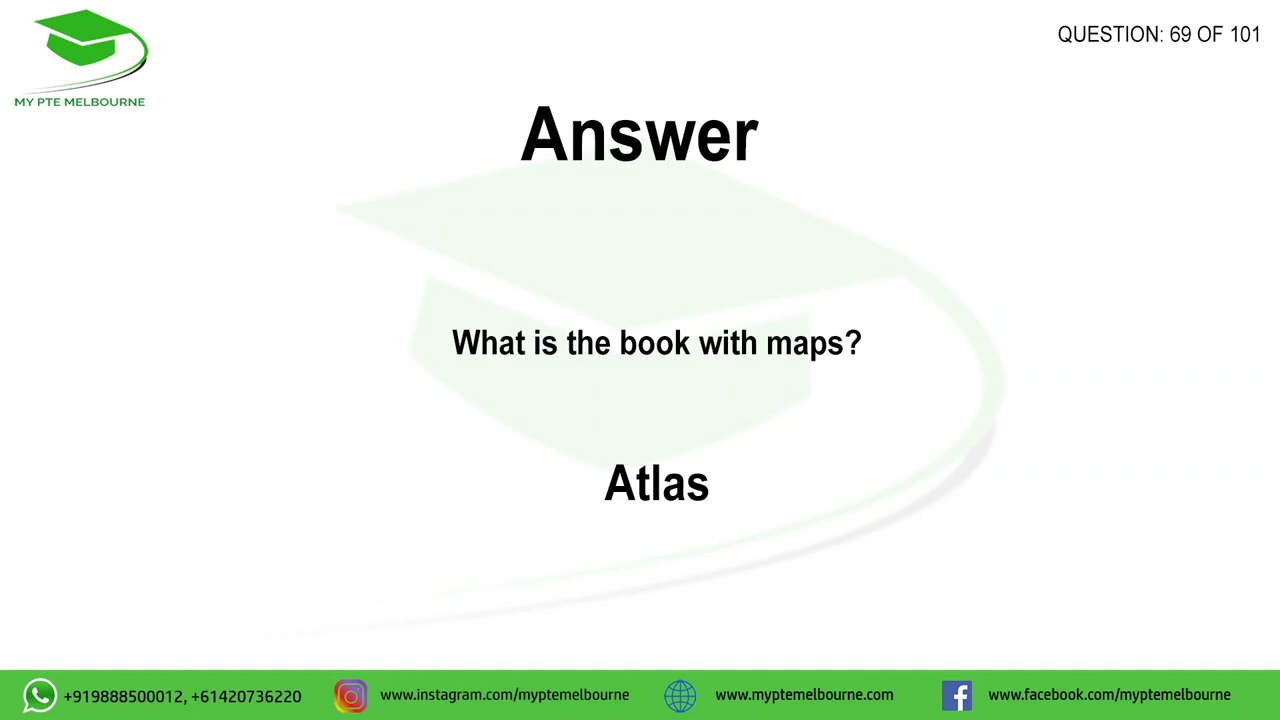 QUESTION: 69 OF 101
MY PTE MELBOURNE
Answer
What is the book with maps?
Atlas
+919888500012, +61420736220 www.instagram.com/myptemelbourne www.myptemelbourne.com www.facebook.com/myptemelbourne